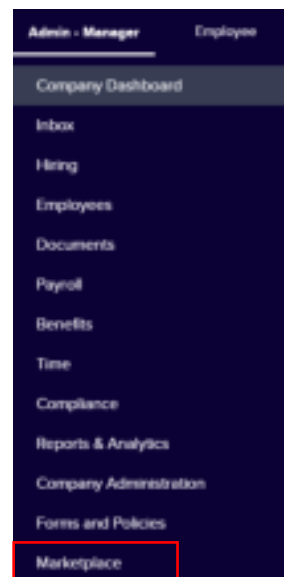 Admin - Manager Employee
Company Dashboard
Inbox
Hiring
Employees
Documents
Payroll
Benefits
Time
Compliance
Reports & Analytics
Company Administration
Forms and Policies
Marketplace